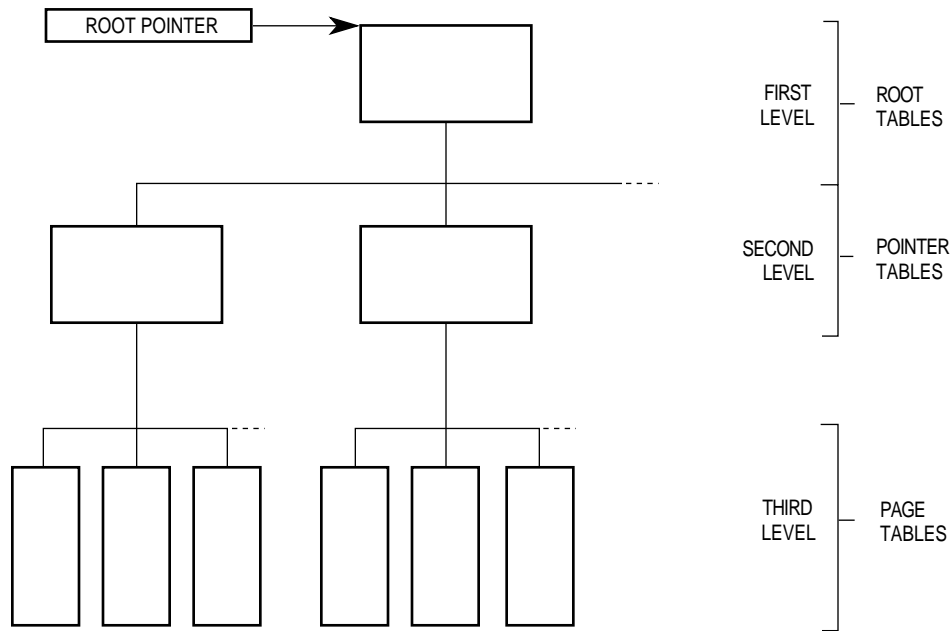 ROOT POINTER
FIRST
LEVEL
ROOT
TABLES
SECOND
LEVEL
POINTER
TABLES
THIRD
LEVEL
PAGE
TABLES